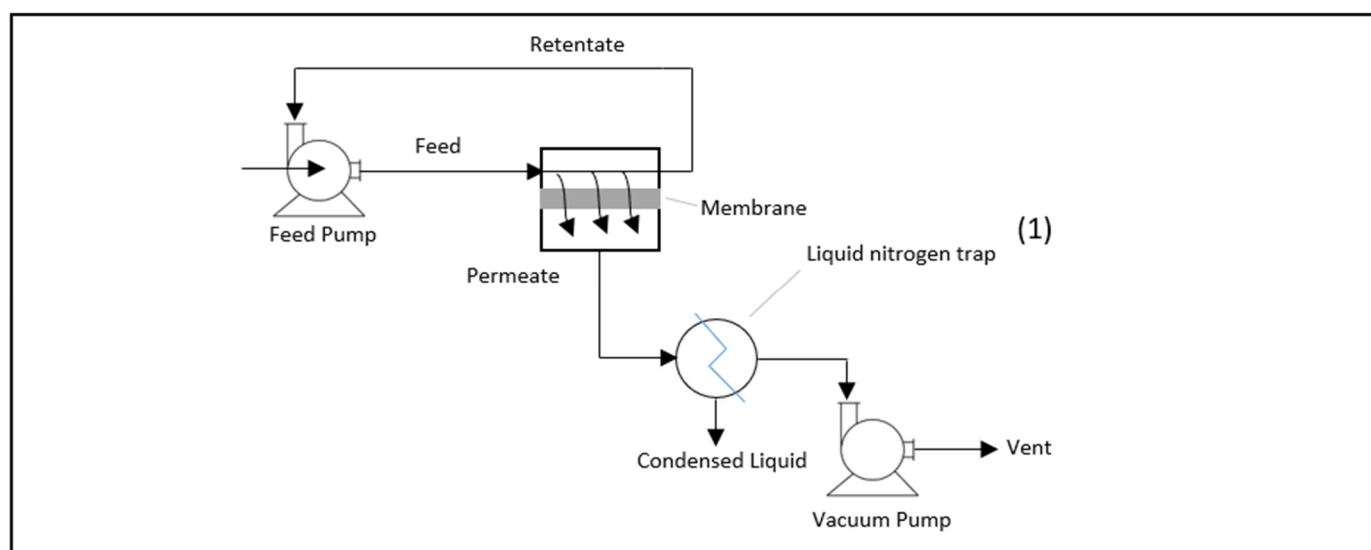 Retentate
Feed
Feed Pump
Membrane
(1)
Liquid nitrogen trap
Permeate
Condensed Liquid
Vent
Vacuum Pump